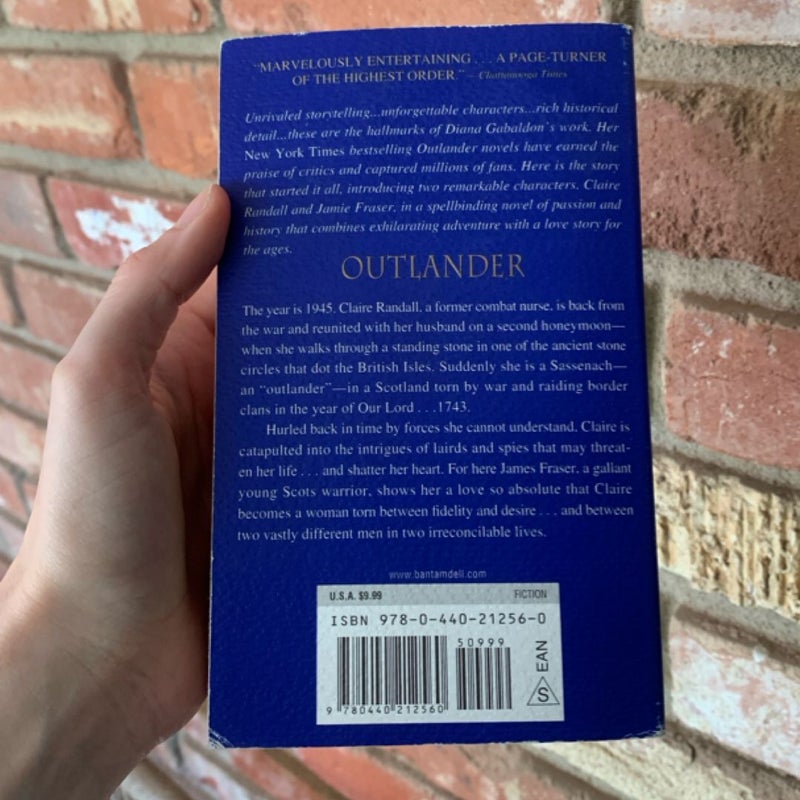 "MARVELOUSLY ENTERTAINING . . . A PAGE-TURNER
OF THE HIGHEST ORDER." – Chattanooga Times
Unrivaled storytelling...unforgettable characters...rich historical
detail...these are the hallmarks of Diana Gabaldon's work. Her
New York Times bestselling Outlander novels have earned the
praise of critics and captured millions of fans. Here is the story
that started it all, introducing two remarkable characters, Claire
Randall and Jamie Fraser, in a spellbinding novel of passion and
history that combines exhilarating adventure with a love story for
the ages.
OUTLANDER
The year is 1945. Claire Randall, a former combat nurse, is back from
the war and reunited with her husband on a second honeymoon—
when she walks through a standing stone in one of the ancient stone
circles that dot the British Isles. Suddenly she is a Sassenach—
an "outlander"—in a Scotland torn by war and raiding border
clans in the year of Our Lord . . . 1743.
Hurled back in time by forces she cannot understand, Claire is
catapulted into the intrigues of lairds and spies that may threat-
en her life . . . and shatter her heart. For here James Fraser, a gallant
young Scots warrior, shows her a love so absolute that Claire
becomes a woman torn between fidelity and desire . . . and between
two vastly different men in two irreconcilable lives.
www.bantamdell.com
U.S.A. $9.99 FICTION
ISBN 978-0-440-21256-0
50999
EAN
S
9 780440 212560